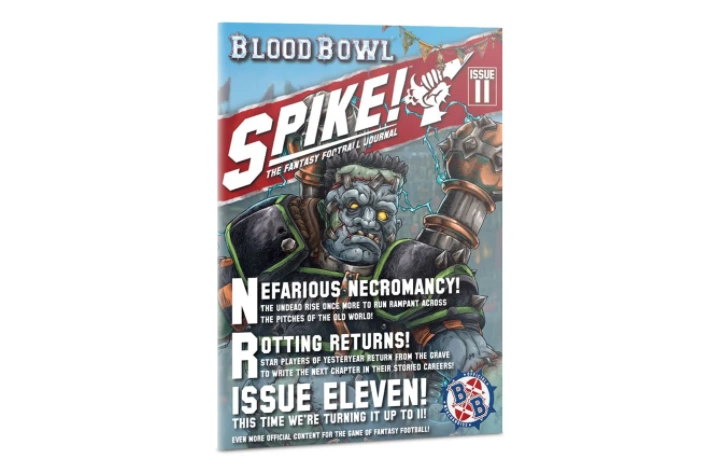 BLOOD BOWL
ISSUE
11
SPIKE!
THE FANTASY FOOTBALL JOURNAL
NEFARIOUS NECROMANCY!
THE UNDEAD RISE ONCE MORE TO RUN RAMPANT ACROSS
THE PITCHES OF THE OLD WORLD!
ROTTING RETURNS!
STAR PLAYERS OF YESTERYEAR RETURN FROM THE GRAVE
TO WRITE THE NEXT CHAPTER IN THEIR STORIED CAREERS!
ISSUE ELEVEN!
THIS TIME WE'RE TURNING IT UP TO 11!
EVEN MORE OFFICIAL CONTENT FOR THE GAME OF FANTASY FOOTBALL!
BB